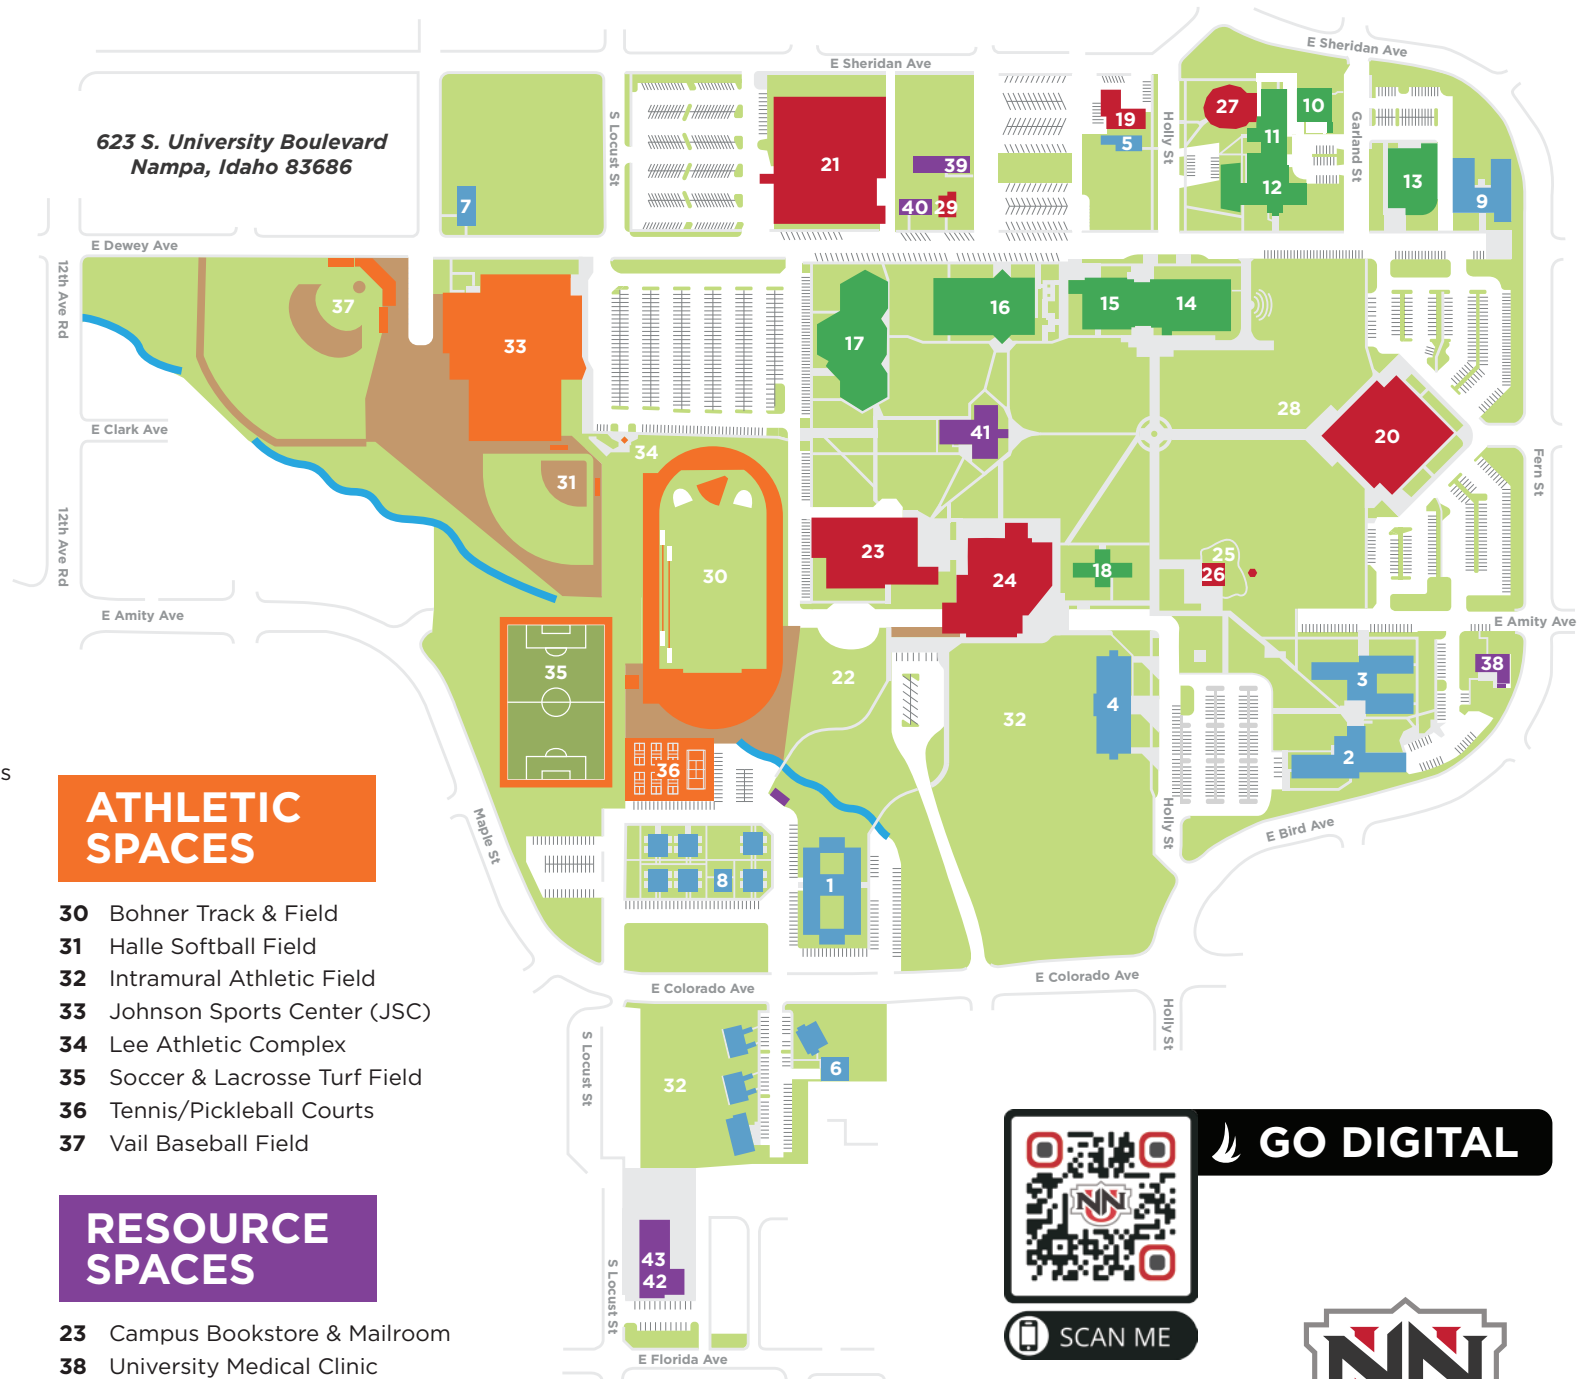 E Sheridan Ave
E Sheridan Ave
623 S. University Boulevard
Nampa, Idaho 83686
S Locust St
Holly St
Garland St
27
10
19
11
5
21
39
13
12
7
40
29
9
E Dewey Ave
12th Ave Rd
37
33
17
16
15
14
28
20
E Clark Ave
41
34
31
Fern St
12th Ave Rd
23
24
18
25
26
30
E Amity Ave
E Amity Ave
35
22
32
4
3
38
2
36
s
Maple St
Holly St
E Bird Ave
8
1
ATHLETIC
SPACES
30 Bohner Track & Field
31 Halle Softball Field
32 Intramural Athletic Field
33 Johnson Sports Center (JSC)
34 Lee Athletic Complex
35 Soccer & Lacrosse Turf Field
36 Tennis/Pickleball Courts
37 Vail Baseball Field
E Colorado Ave
E Colorado Ave
S Locust St
Holly St
6
32
GO DIGITAL
NNU
SCAN ME
RESOURCE
SPACES
23 Campus Bookstore & Mailroom
38 University Medical Clinic
43
42
S Locust St
E Florida Ave
NN